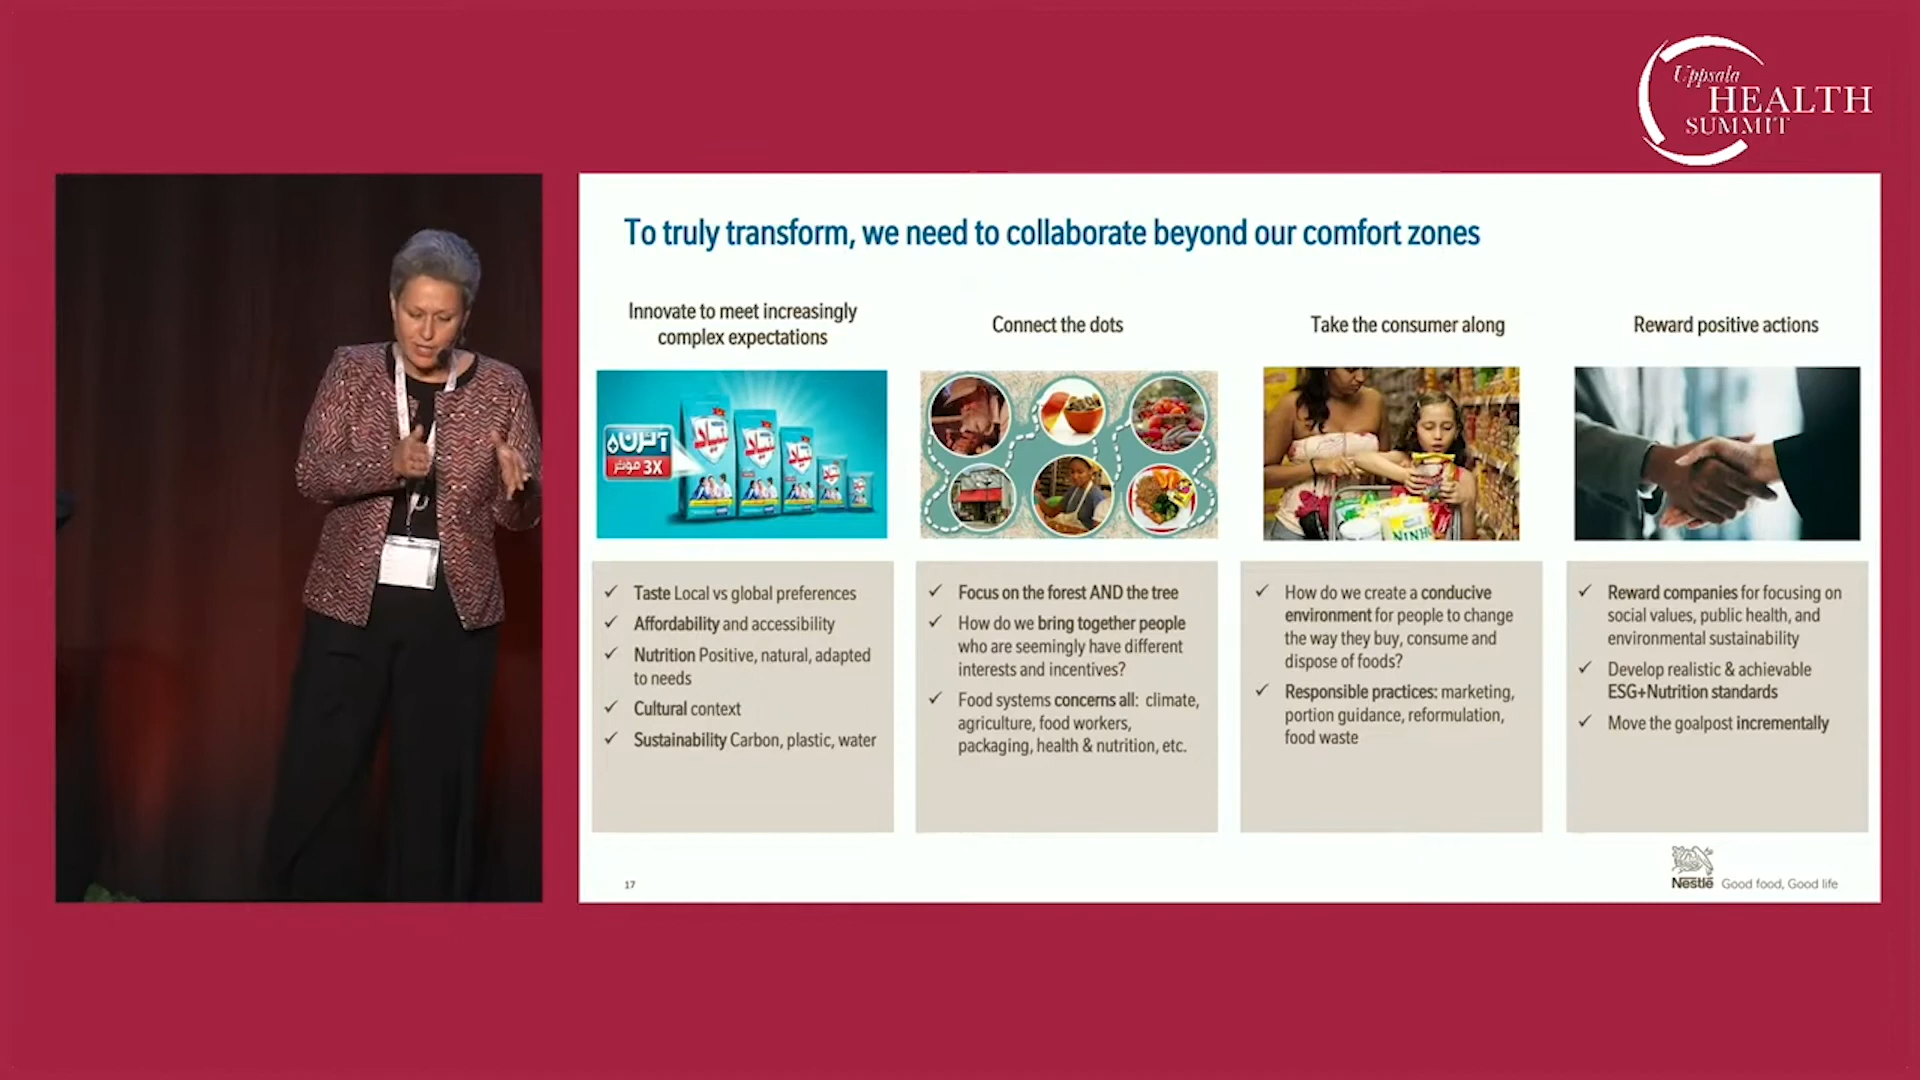 Uppsala
HEALTH
SUMMIT
To truly transform, we need to collaborate beyond our comfort zones
Innovate to meet increasingly
complex expectations
آئرن
3X مؤثر
نیڈو
نیڈو
نیڈو
✓ Taste Local vs global preferences
✓ Affordability and accessibility
✓ Nutrition Positive, natural, adapted
to needs
✓ Cultural context
✓ Sustainability Carbon, plastic, water
Connect the dots
✓ Focus on the forest AND the tree
✓ How do we bring together people
who are seemingly have different
interests and incentives?
✓ Food systems concerns all: climate,
agriculture, food workers,
packaging, health & nutrition, etc.
Take the consumer along
NINHO
✓ How do we create a conducive
environment for people to change
the way they buy, consume and
dispose of foods?
✓ Responsible practices: marketing,
portion guidance, reformulation,
food waste
Reward positive actions
✓ Reward companies for focusing on
social values, public health, and
environmental sustainability
✓ Develop realistic & achievable
ESG+Nutrition standards
✓ Move the goalpost incrementally
17
Nestlé Good food, Good life